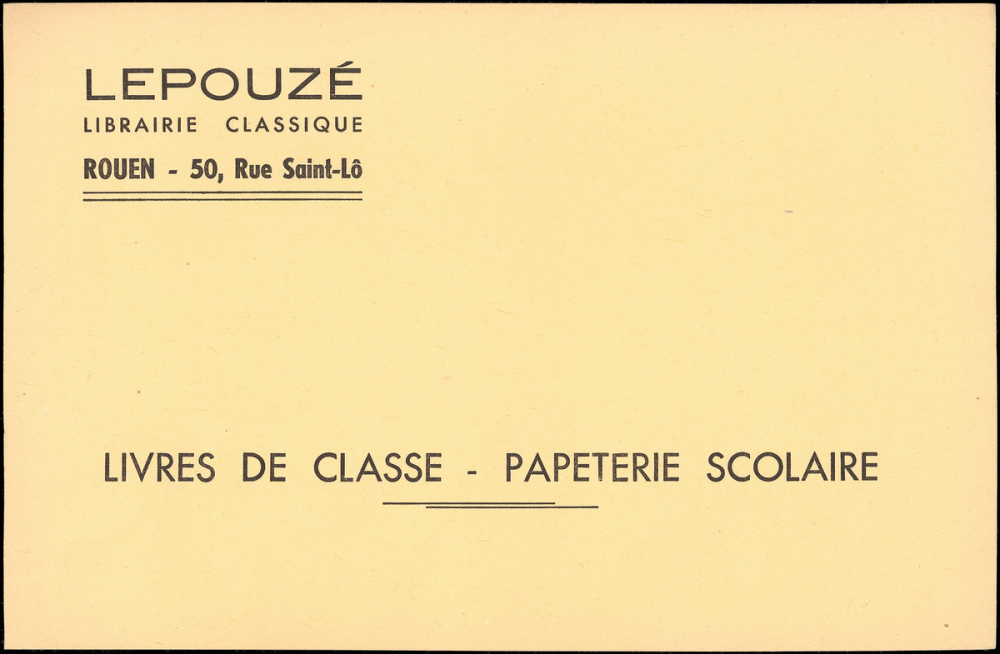 LEPOUZÉ
LIBRAIRIE CLASSIQUE
ROUEN - 50, Rue Saint-Lô
LIVRES DE CLASSE - PAPETERIE SCOLAIRE